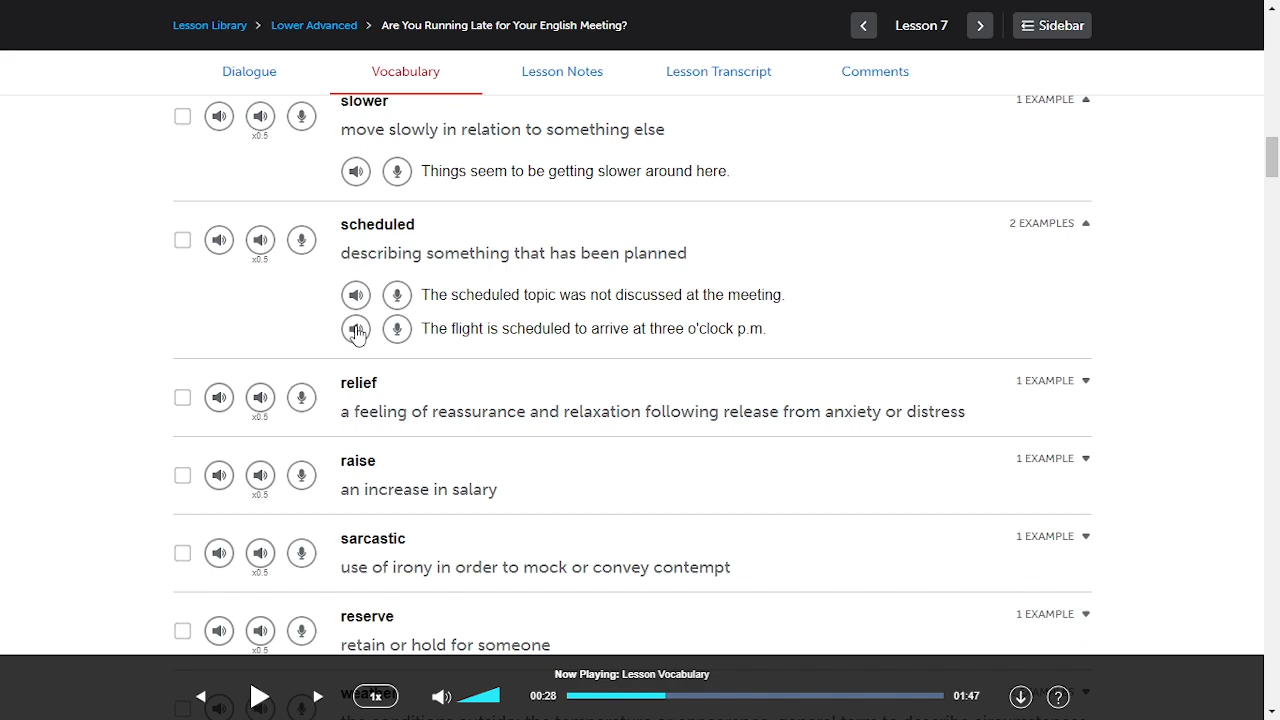 Lesson Library > Lower Advanced > Are You Running Late for Your English Meeting?
Lesson 7
Sidebar
Dialogue Vocabulary Lesson Notes Lesson Transcript Comments
slower 1 EXAMPLE
x0.5
move slowly in relation to something else
Things seem to be getting slower around here.
scheduled 2 EXAMPLES
x0.5
describing something that has been planned
The scheduled topic was not discussed at the meeting.
The flight is scheduled to arrive at three o'clock p.m.
relief 1 EXAMPLE
x0.5
a feeling of reassurance and relaxation following release from anxiety or distress
raise 1 EXAMPLE
x0.5
an increase in salary
sarcastic 1 EXAMPLE
x0.5
use of irony in order to mock or convey contempt
reserve 1 EXAMPLE
x0.5
retain or hold for someone
Now Playing: Lesson Vocabulary
weather
1x 00:28 01:47 ?